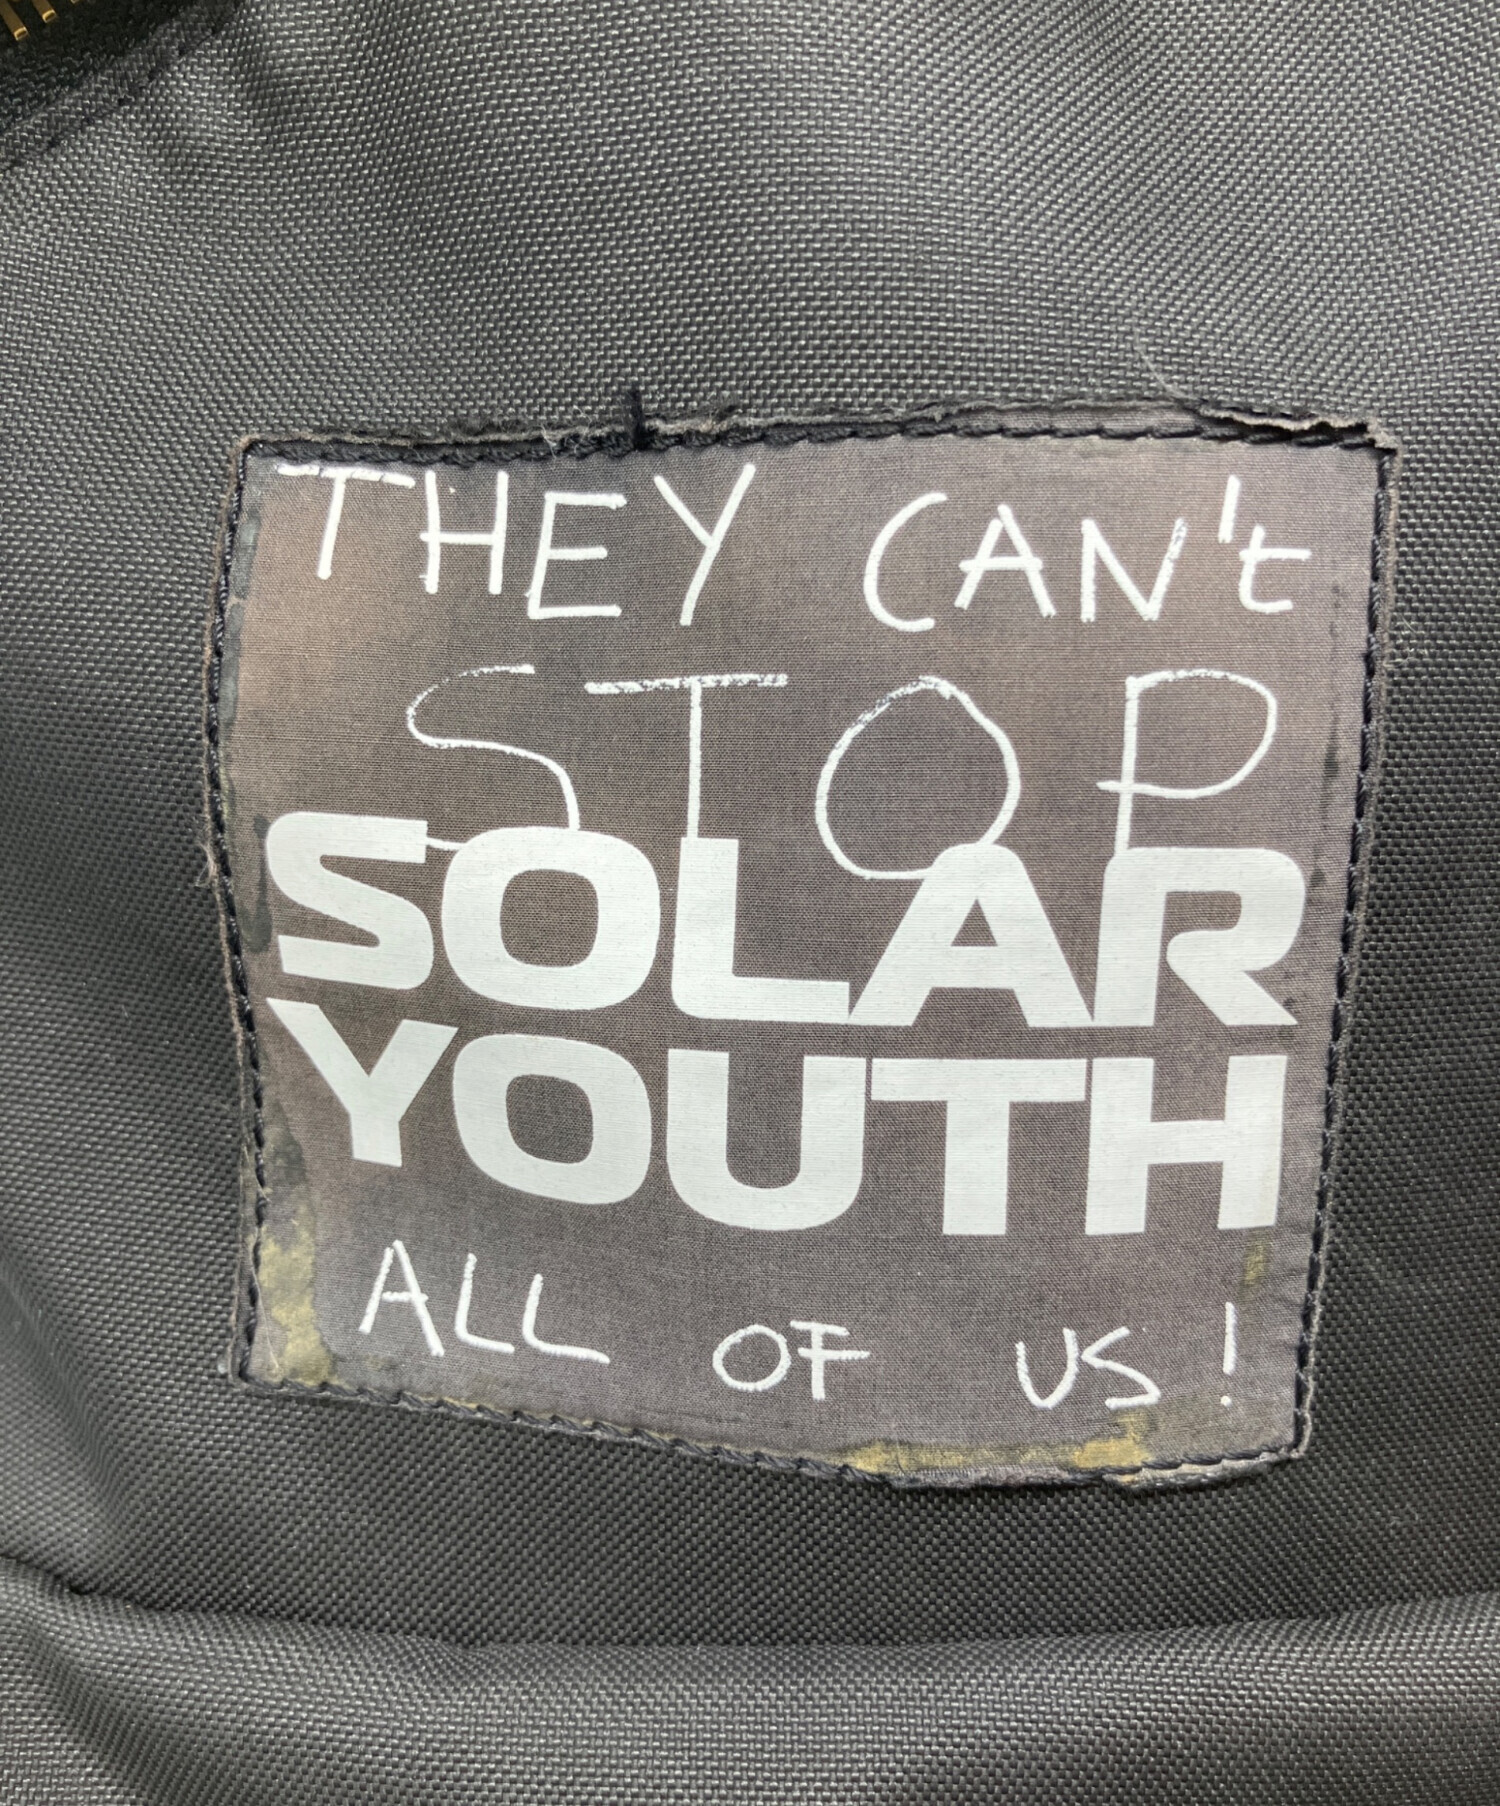 THEY CAN't
STOP
SOLAR
YOUTH
ALL OF US!